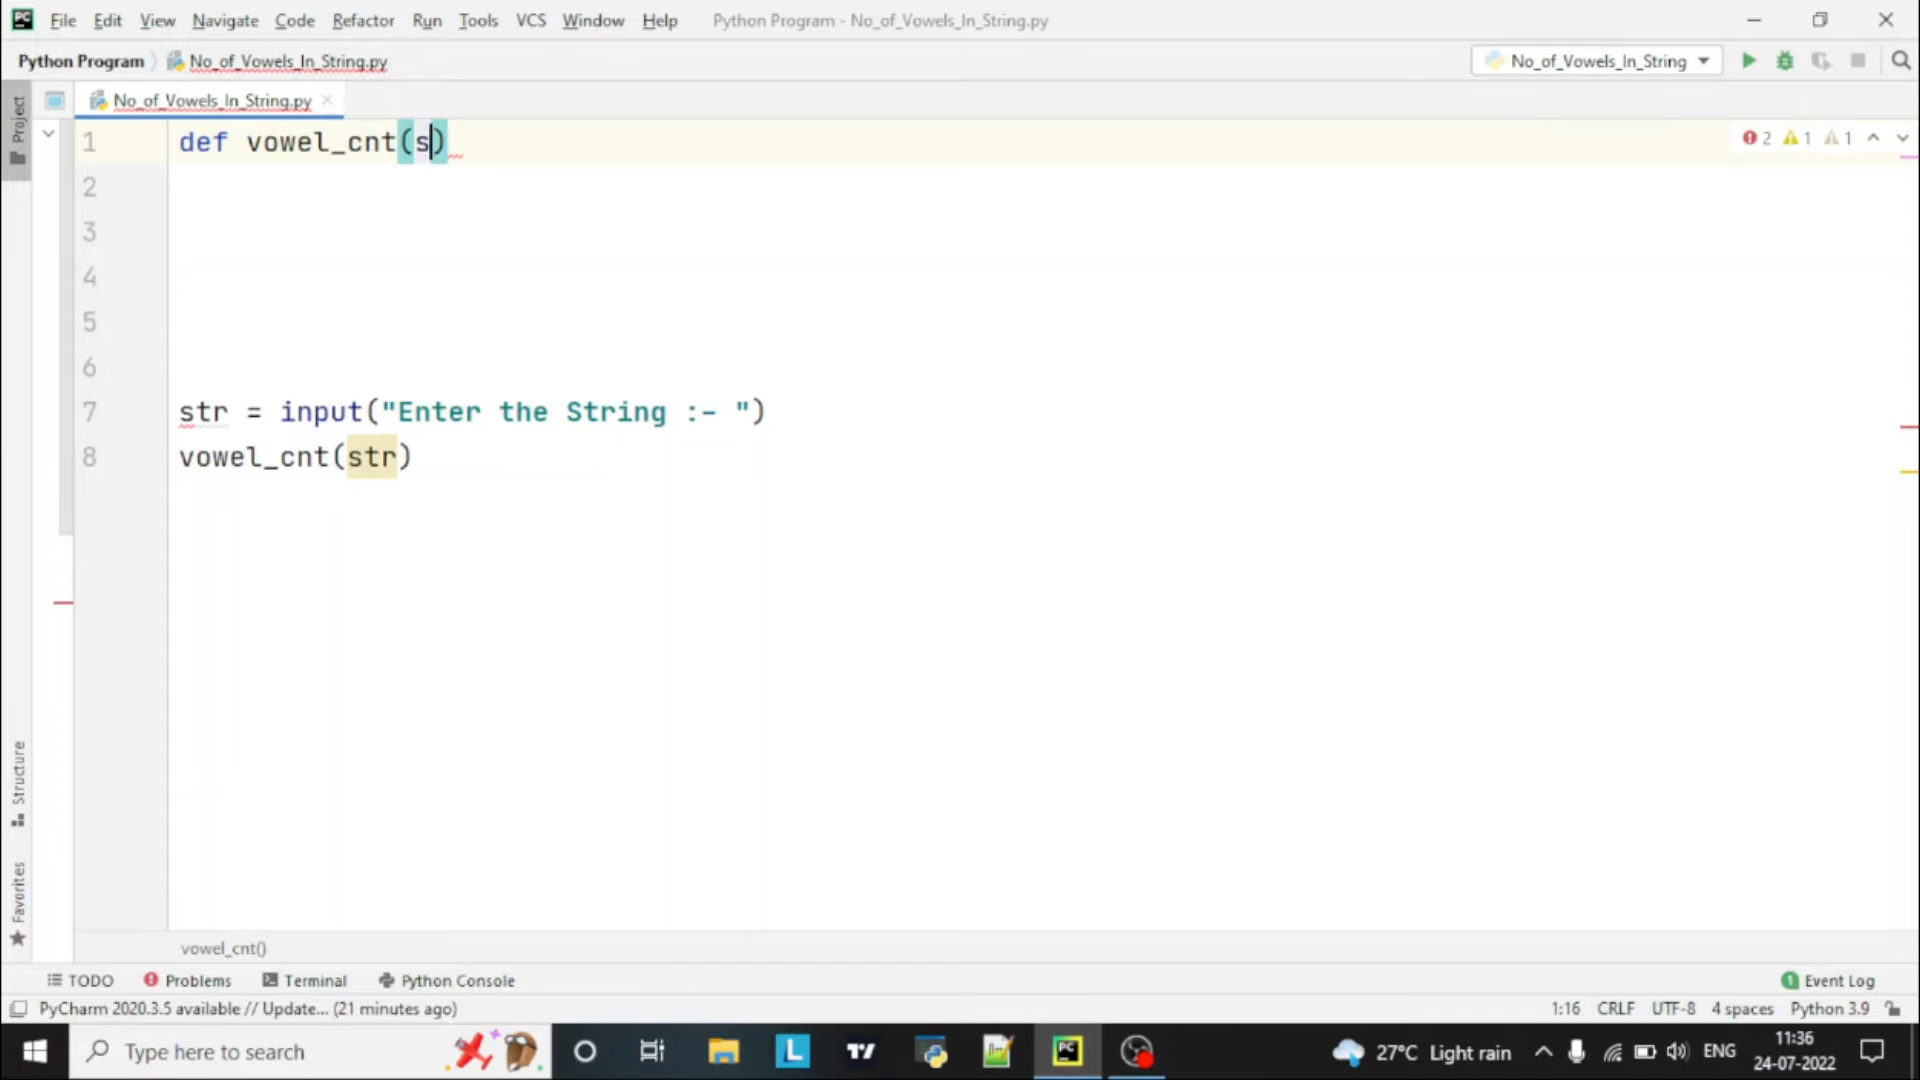 PC File Edit View Navigate Code Refactor Run Tools VCS Window Help Python Program - No_of_Vowels_In_String.py
Python Program No_of_Vowels_In_String.py No_of_Vowels_In_String
Project
No_of_Vowels_In_String.py
1 def vowel_cnt(s) 2 1 1
2
3
4
5
6
7 str = input("Enter the String :- ")
8 vowel_cnt(str)
Structure
Favorites
vowel_cnt()
TODO Problems Terminal Python Console 1 Event Log
PyCharm 2020.3.5 available // Update... (21 minutes ago) 1:16 CRLF UTF-8 4 spaces Python 3.9
Type here to search L PC 27°C Light rain ENG 11:36
24-07-2022